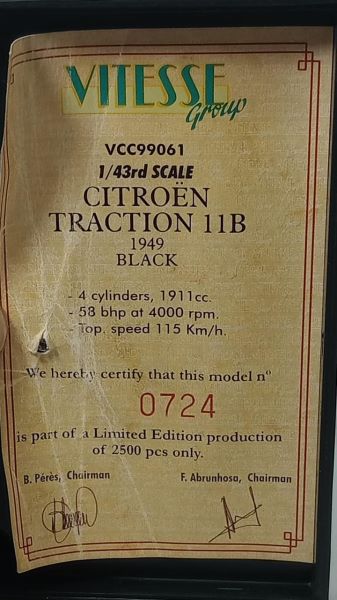 VITESSE
Group
VCC99061
1/43rd SCALE
CITROËN
TRACTION 11B
1949
BLACK
- 4 cylinders, 1911cc.
- 58 bhp at 4000 rpm.
- Top. speed 115 Km/h.
We hereby certify that this model nº
0724
is part of a Limited Edition production
of 2500 pcs only.
B. Pérès, Chairman F. Abrunhosa, Chairman